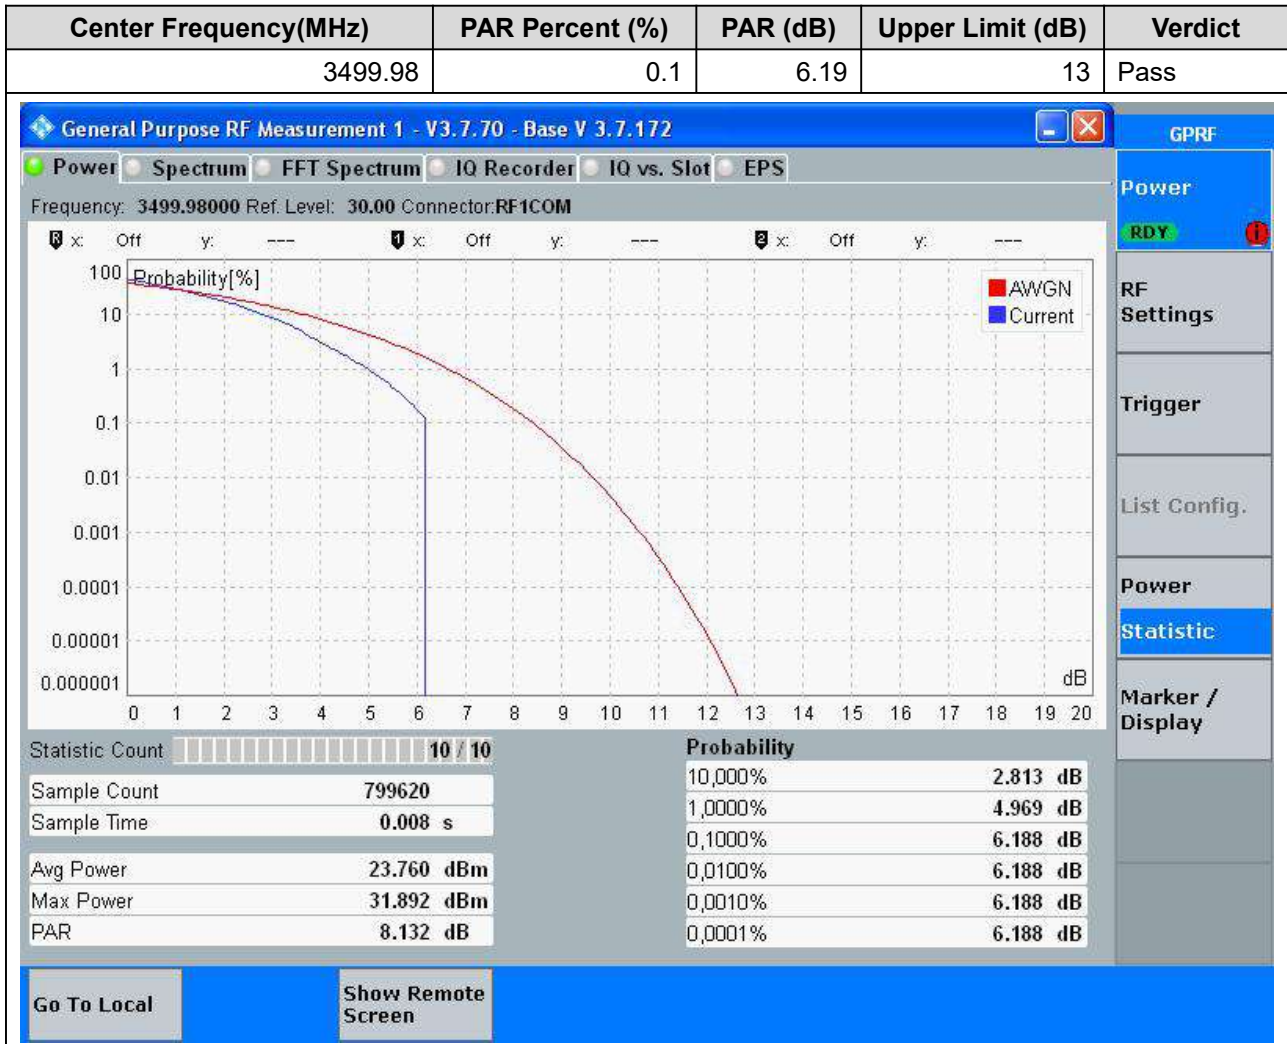 Center Frequency(MHz) PAR Percent (%) PAR (dB) Upper Limit (dB) Verdict
3499.98 0.1 6.19 13 Pass
General Purpose RF Measurement 1 - V3.7.70 - Base V 3.7.172
GPRF
Power Spectrum FFT Spectrum IQ Recorder IQ vs. Slot EPS
Frequency: 3499.98000 Ref. Level: 30.00 Connector:RF1COM
R x: Off y: --- 1 x: Off y: --- 2 x: Off y: ---
Probability[%]
100
10
1
0.1
0.01
0.001
0.0001
0.00001
0.000001
AWGN
Current
dB
0 1 2 3 4 5 6 7 8 9 10 11 12 13 14 15 16 17 18 19 20
Statistic Count 10 / 10
Sample Count 799620
Sample Time 0.008 s
Avg Power 23.760 dBm
Max Power 31.892 dBm
PAR 8.132 dB
Probability
10,000% 2.813 dB
1,0000% 4.969 dB
0,1000% 6.188 dB
0,0100% 6.188 dB
0,0010% 6.188 dB
0,0001% 6.188 dB
Power
RDY
RF
Settings
Trigger
List Config.
Power
Statistic
Marker /
Display
Go To Local
Show Remote
Screen